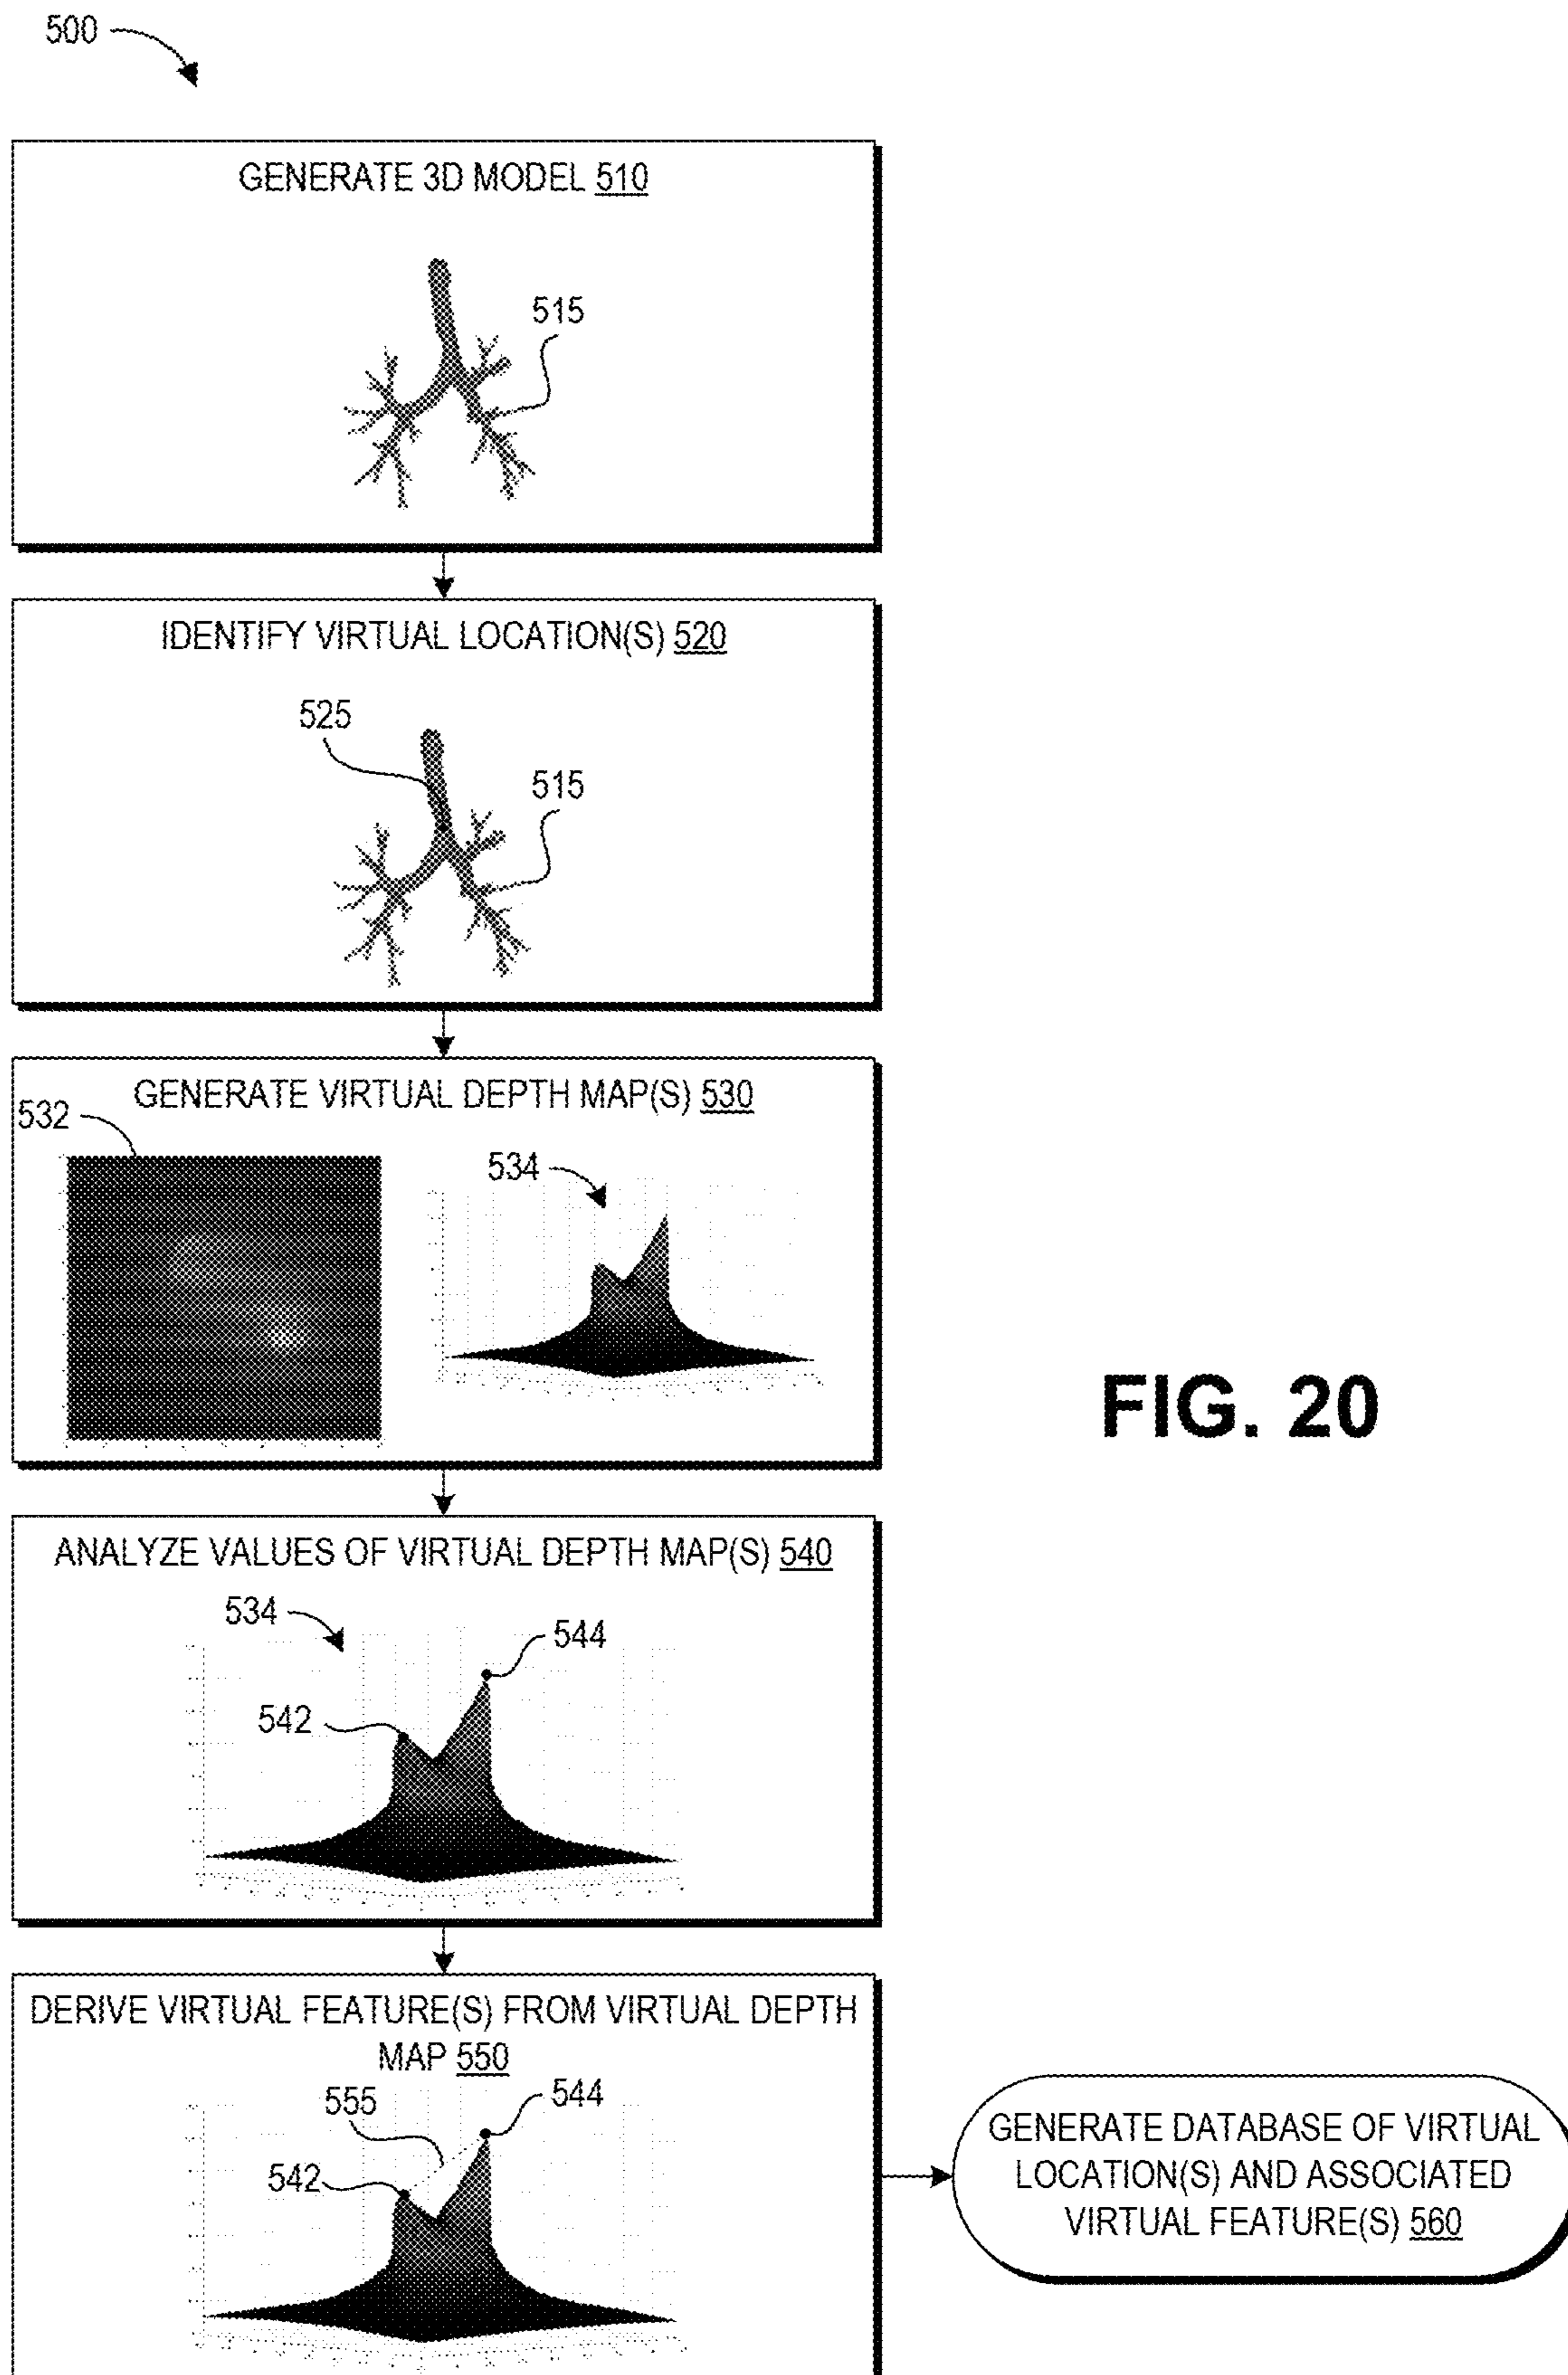 500
GENERATE 3D MODEL 510
515
IDENTIFY VIRTUAL LOCATION(S) 520
525
515
GENERATE VIRTUAL DEPTH MAP(S) 530
532
534
FIG. 20
ANALYZE VALUES OF VIRTUAL DEPTH MAP(S) 540
534
544
542
DERIVE VIRTUAL FEATURE(S) FROM VIRTUAL DEPTH
MAP 550
555
544
542
GENERATE DATABASE OF VIRTUAL
LOCATION(S) AND ASSOCIATED
VIRTUAL FEATURE(S) 560